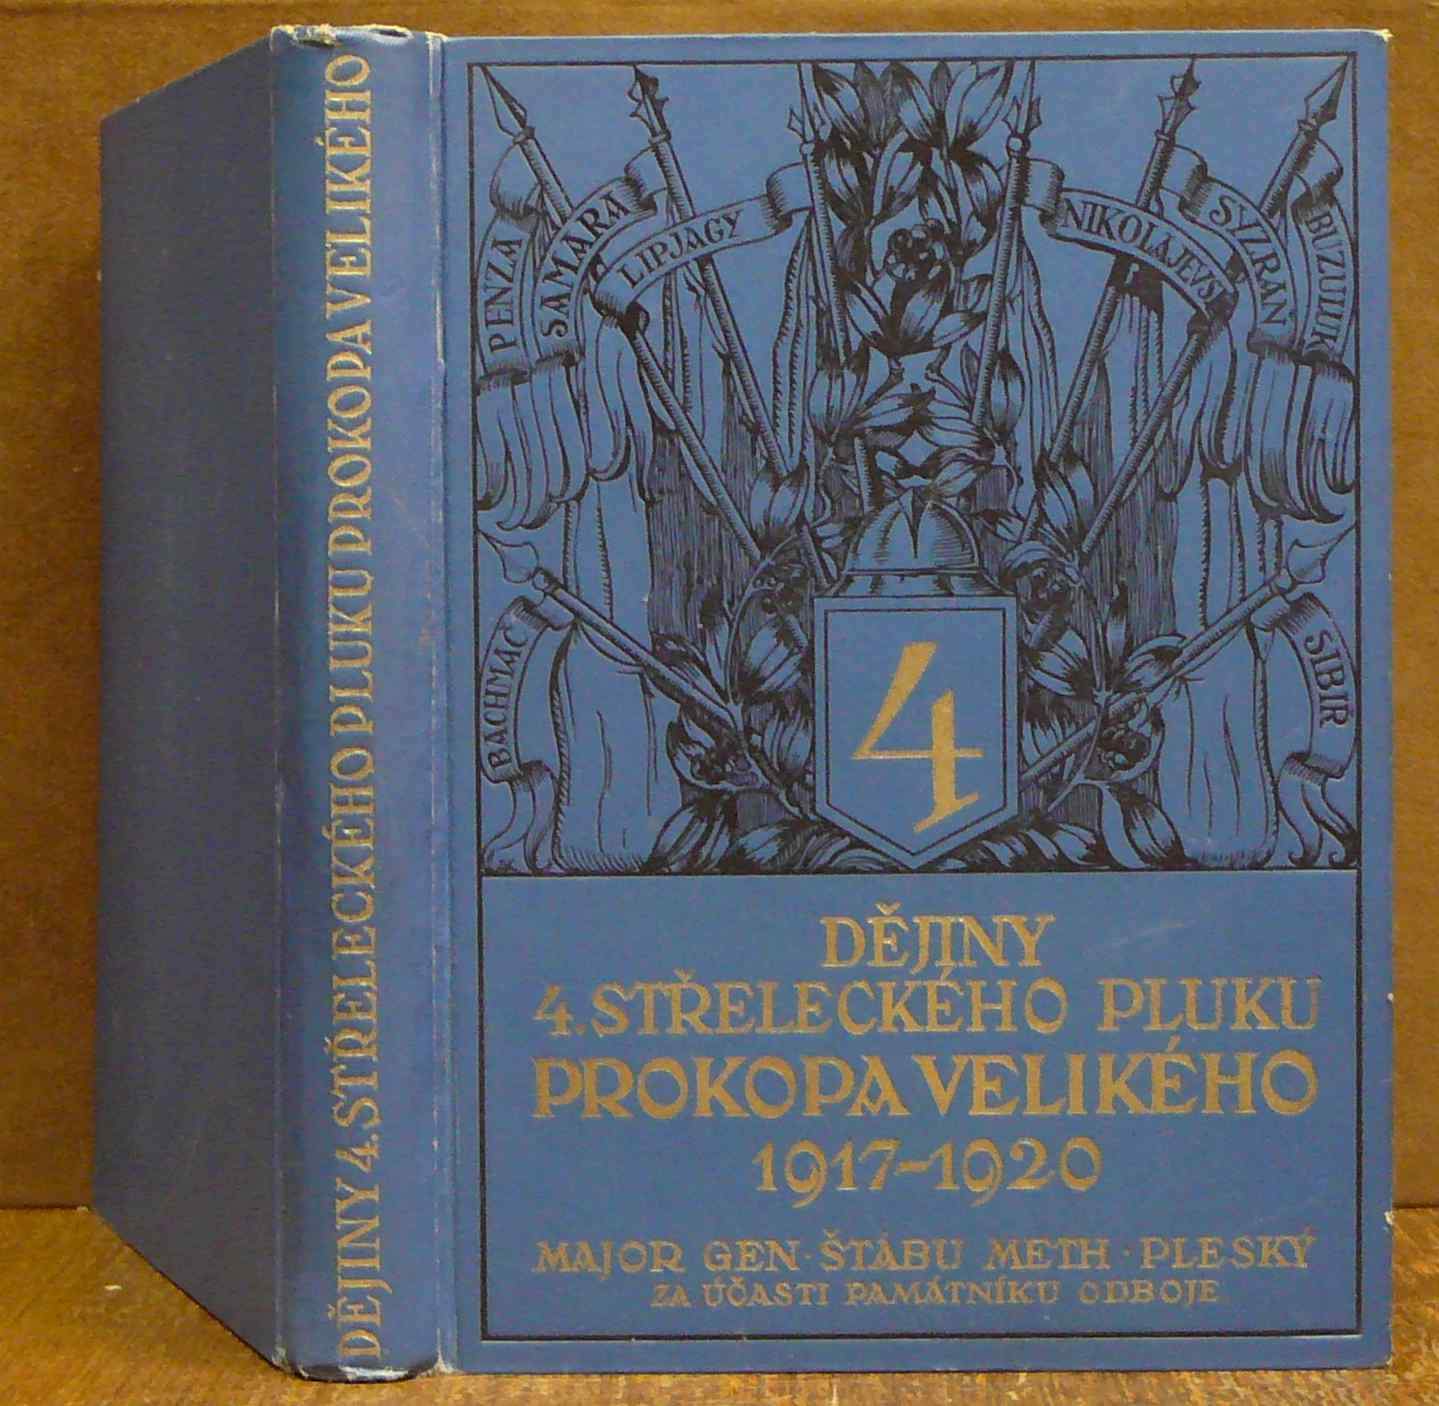 DĚJINY 4. STŘELECKÉHO PLUKU PROKOPA VELIKÉHO
PENZA
SAMARA
LIPJAGY
NIKOLAJEVSK
SYZRAŇ
BUZULUK
BACHMAČ
SIBIŘ
4
DĚJINY
4. STŘELECKÉHO PLUKU
PROKOPA VELIKÉHO
1917-1920
MAJOR GEN · ŠTÁBU METH · PLESKÝ
ZA ÚČASTI PAMÁTNÍKU ODBOJE